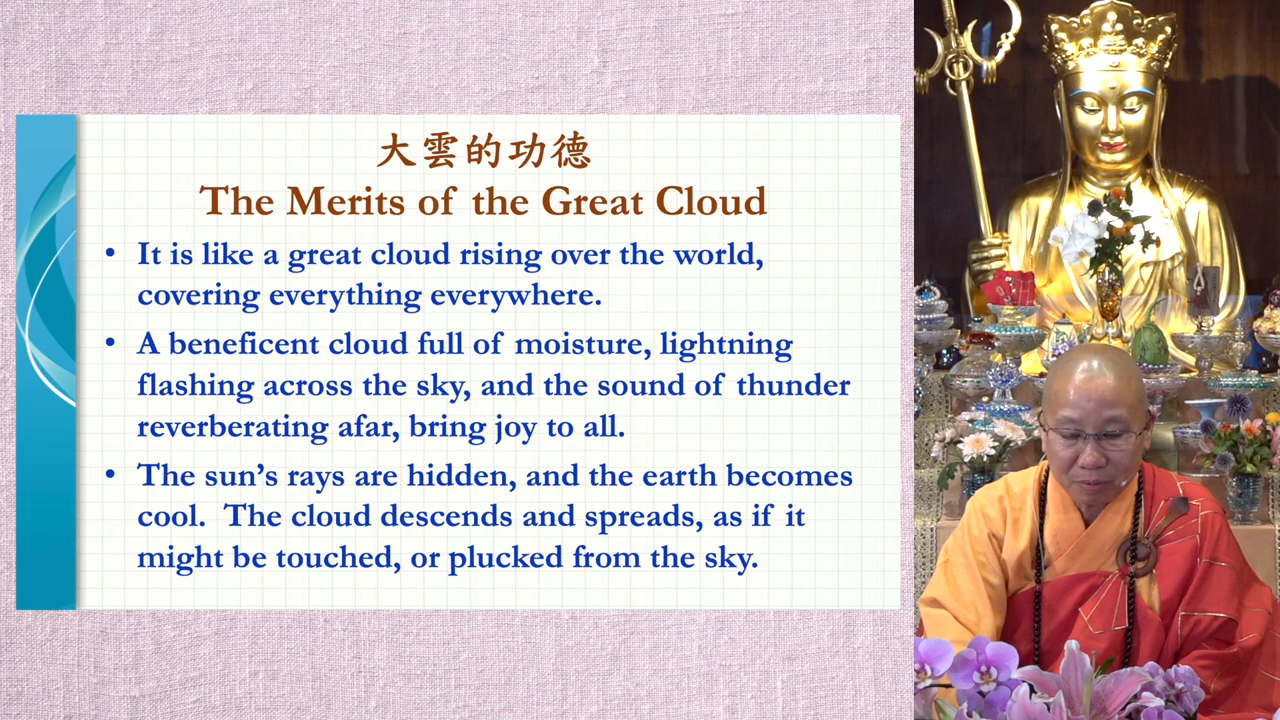 大雲的功德
The Merits of the Great Cloud
• It is like a great cloud rising over the world,
covering everything everywhere.
• A beneficent cloud full of moisture, lightning
flashing across the sky, and the sound of thunder
reverberating afar, bring joy to all.
• The sun’s rays are hidden, and the earth becomes
cool.  The cloud descends and spreads, as if it
might be touched, or plucked from the sky.